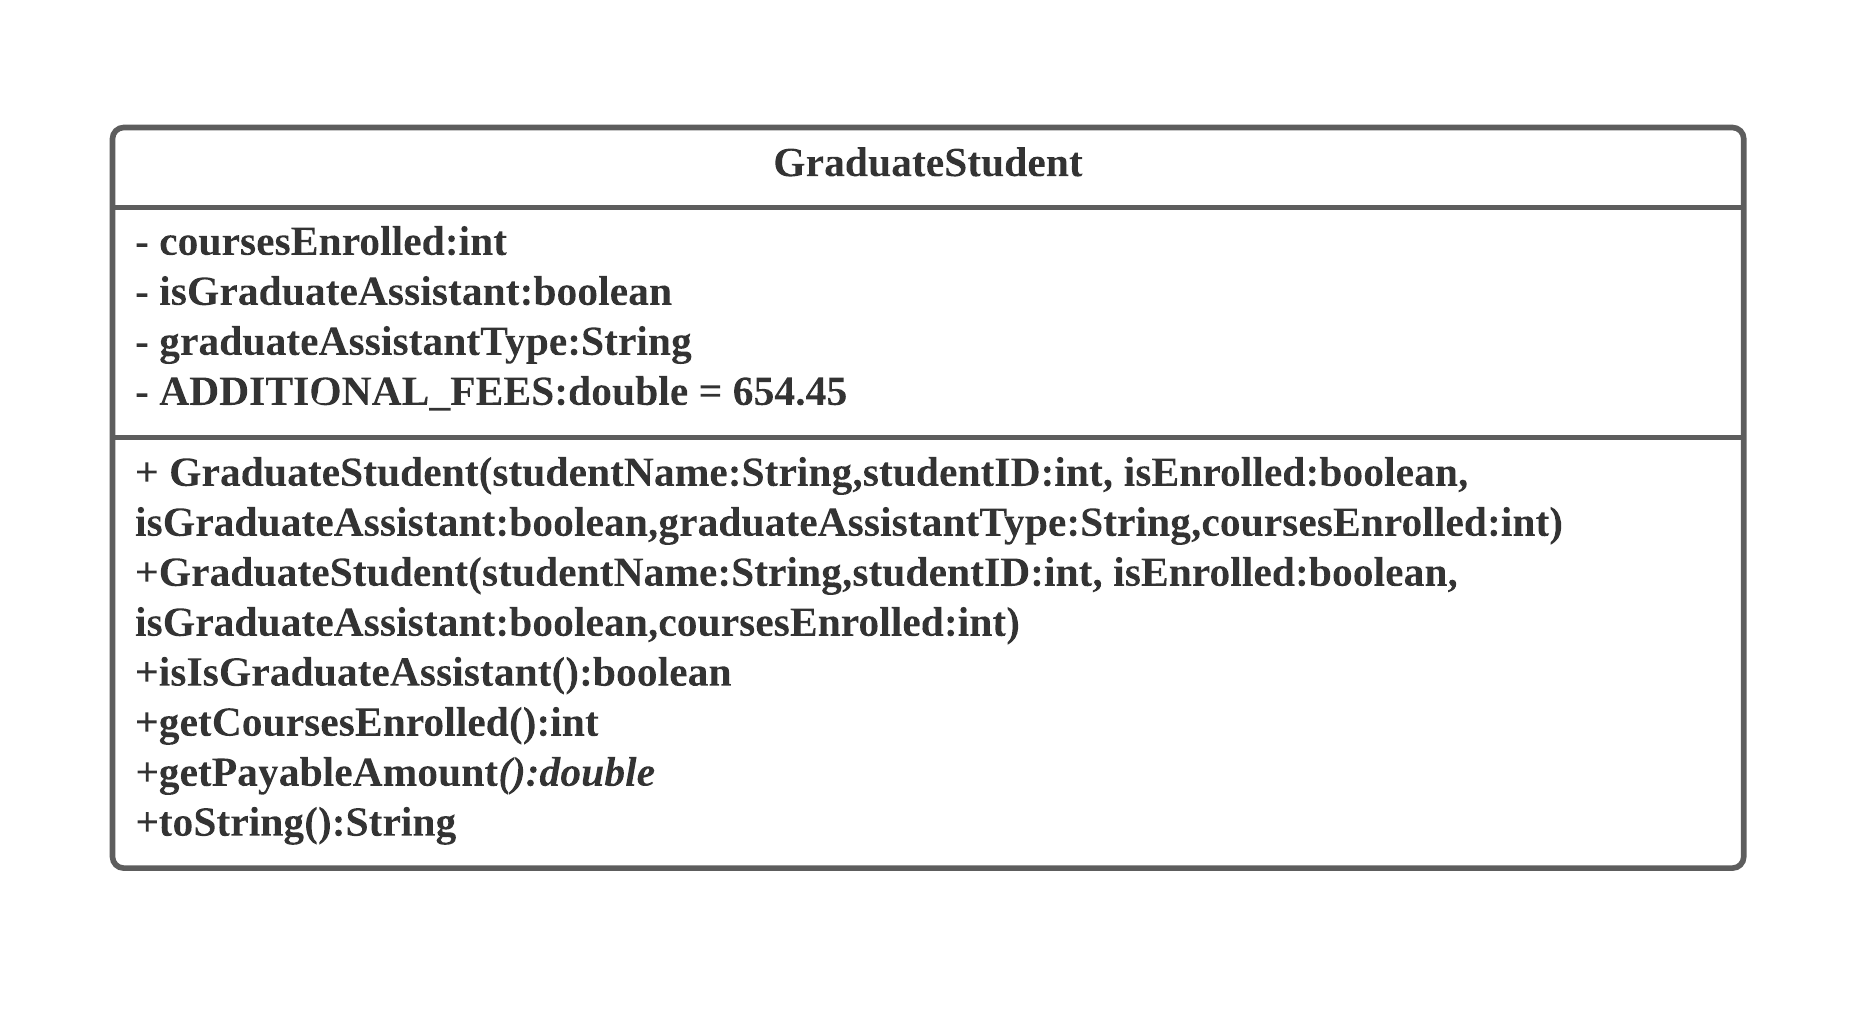 GraduateStudent
- coursesEnrolled:int
- isGraduateAssistant:boolean
- graduateAssistantType:String
- ADDITIONAL_FEES:double = 654.45
+ GraduateStudent(studentName:String,studentID:int, isEnrolled:boolean,
isGraduateAssistant:boolean,graduateAssistantType:String,coursesEnrolled:int)
+GraduateStudent(studentName:String,studentID:int, isEnrolled:boolean,
isGraduateAssistant:boolean,coursesEnrolled:int)
+isIsGraduateAssistant():boolean
+getCoursesEnrolled():int
+getPayableAmount():double
+toString():String